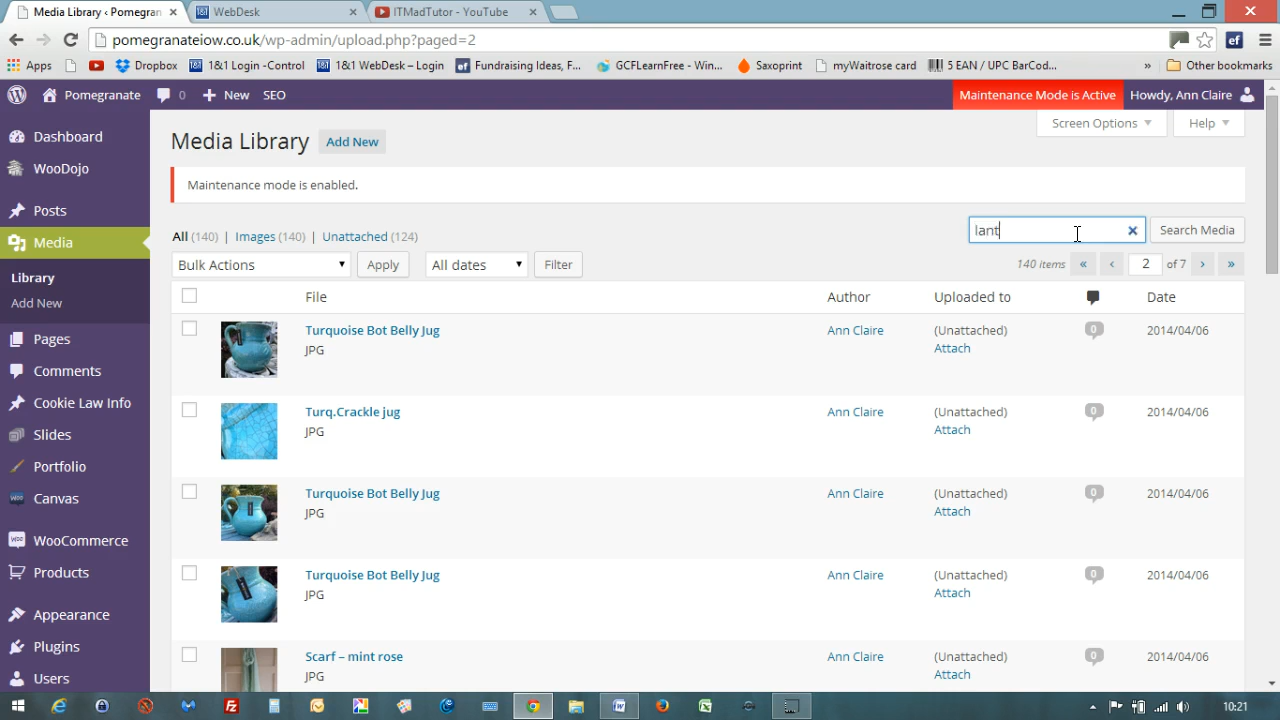 Media Library ‹ Pomegran
WebDesk
ITMadTutor - YouTube
pomegranateiow.co.uk/wp-admin/upload.php?paged=2
Apps Dropbox 1&1 Login -Control 1&1 WebDesk – Login Fundraising Ideas, F... GCFLearnFree - Win... Saxoprint myWaitrose card 5 EAN / UPC BarCod... » Other bookmarks
Pomegranate 0 New SEO Maintenance Mode is Active Howdy, Ann Claire
Dashboard
WooDojo
Posts
Media
Library
Add New
Pages
Comments
Cookie Law Info
Slides
Portfolio
Canvas
WooCommerce
Products
Appearance
Plugins
Users
Screen Options Help
Media Library Add New
Maintenance mode is enabled.
All (140) | Images (140) | Unattached (124)
lant Search Media
Bulk Actions Apply All dates Filter
140 items « ‹ 2 of 7 › »
File Author Uploaded to Date
Turquoise Bot Belly Jug Ann Claire (Unattached) 0 2014/04/06
JPG Attach
Turq.Crackle jug Ann Claire (Unattached) 0 2014/04/06
JPG Attach
Turquoise Bot Belly Jug Ann Claire (Unattached) 0 2014/04/06
JPG Attach
Turquoise Bot Belly Jug Ann Claire (Unattached) 0 2014/04/06
JPG Attach
Scarf – mint rose Ann Claire (Unattached) 0 2014/04/06
JPG Attach
10:21